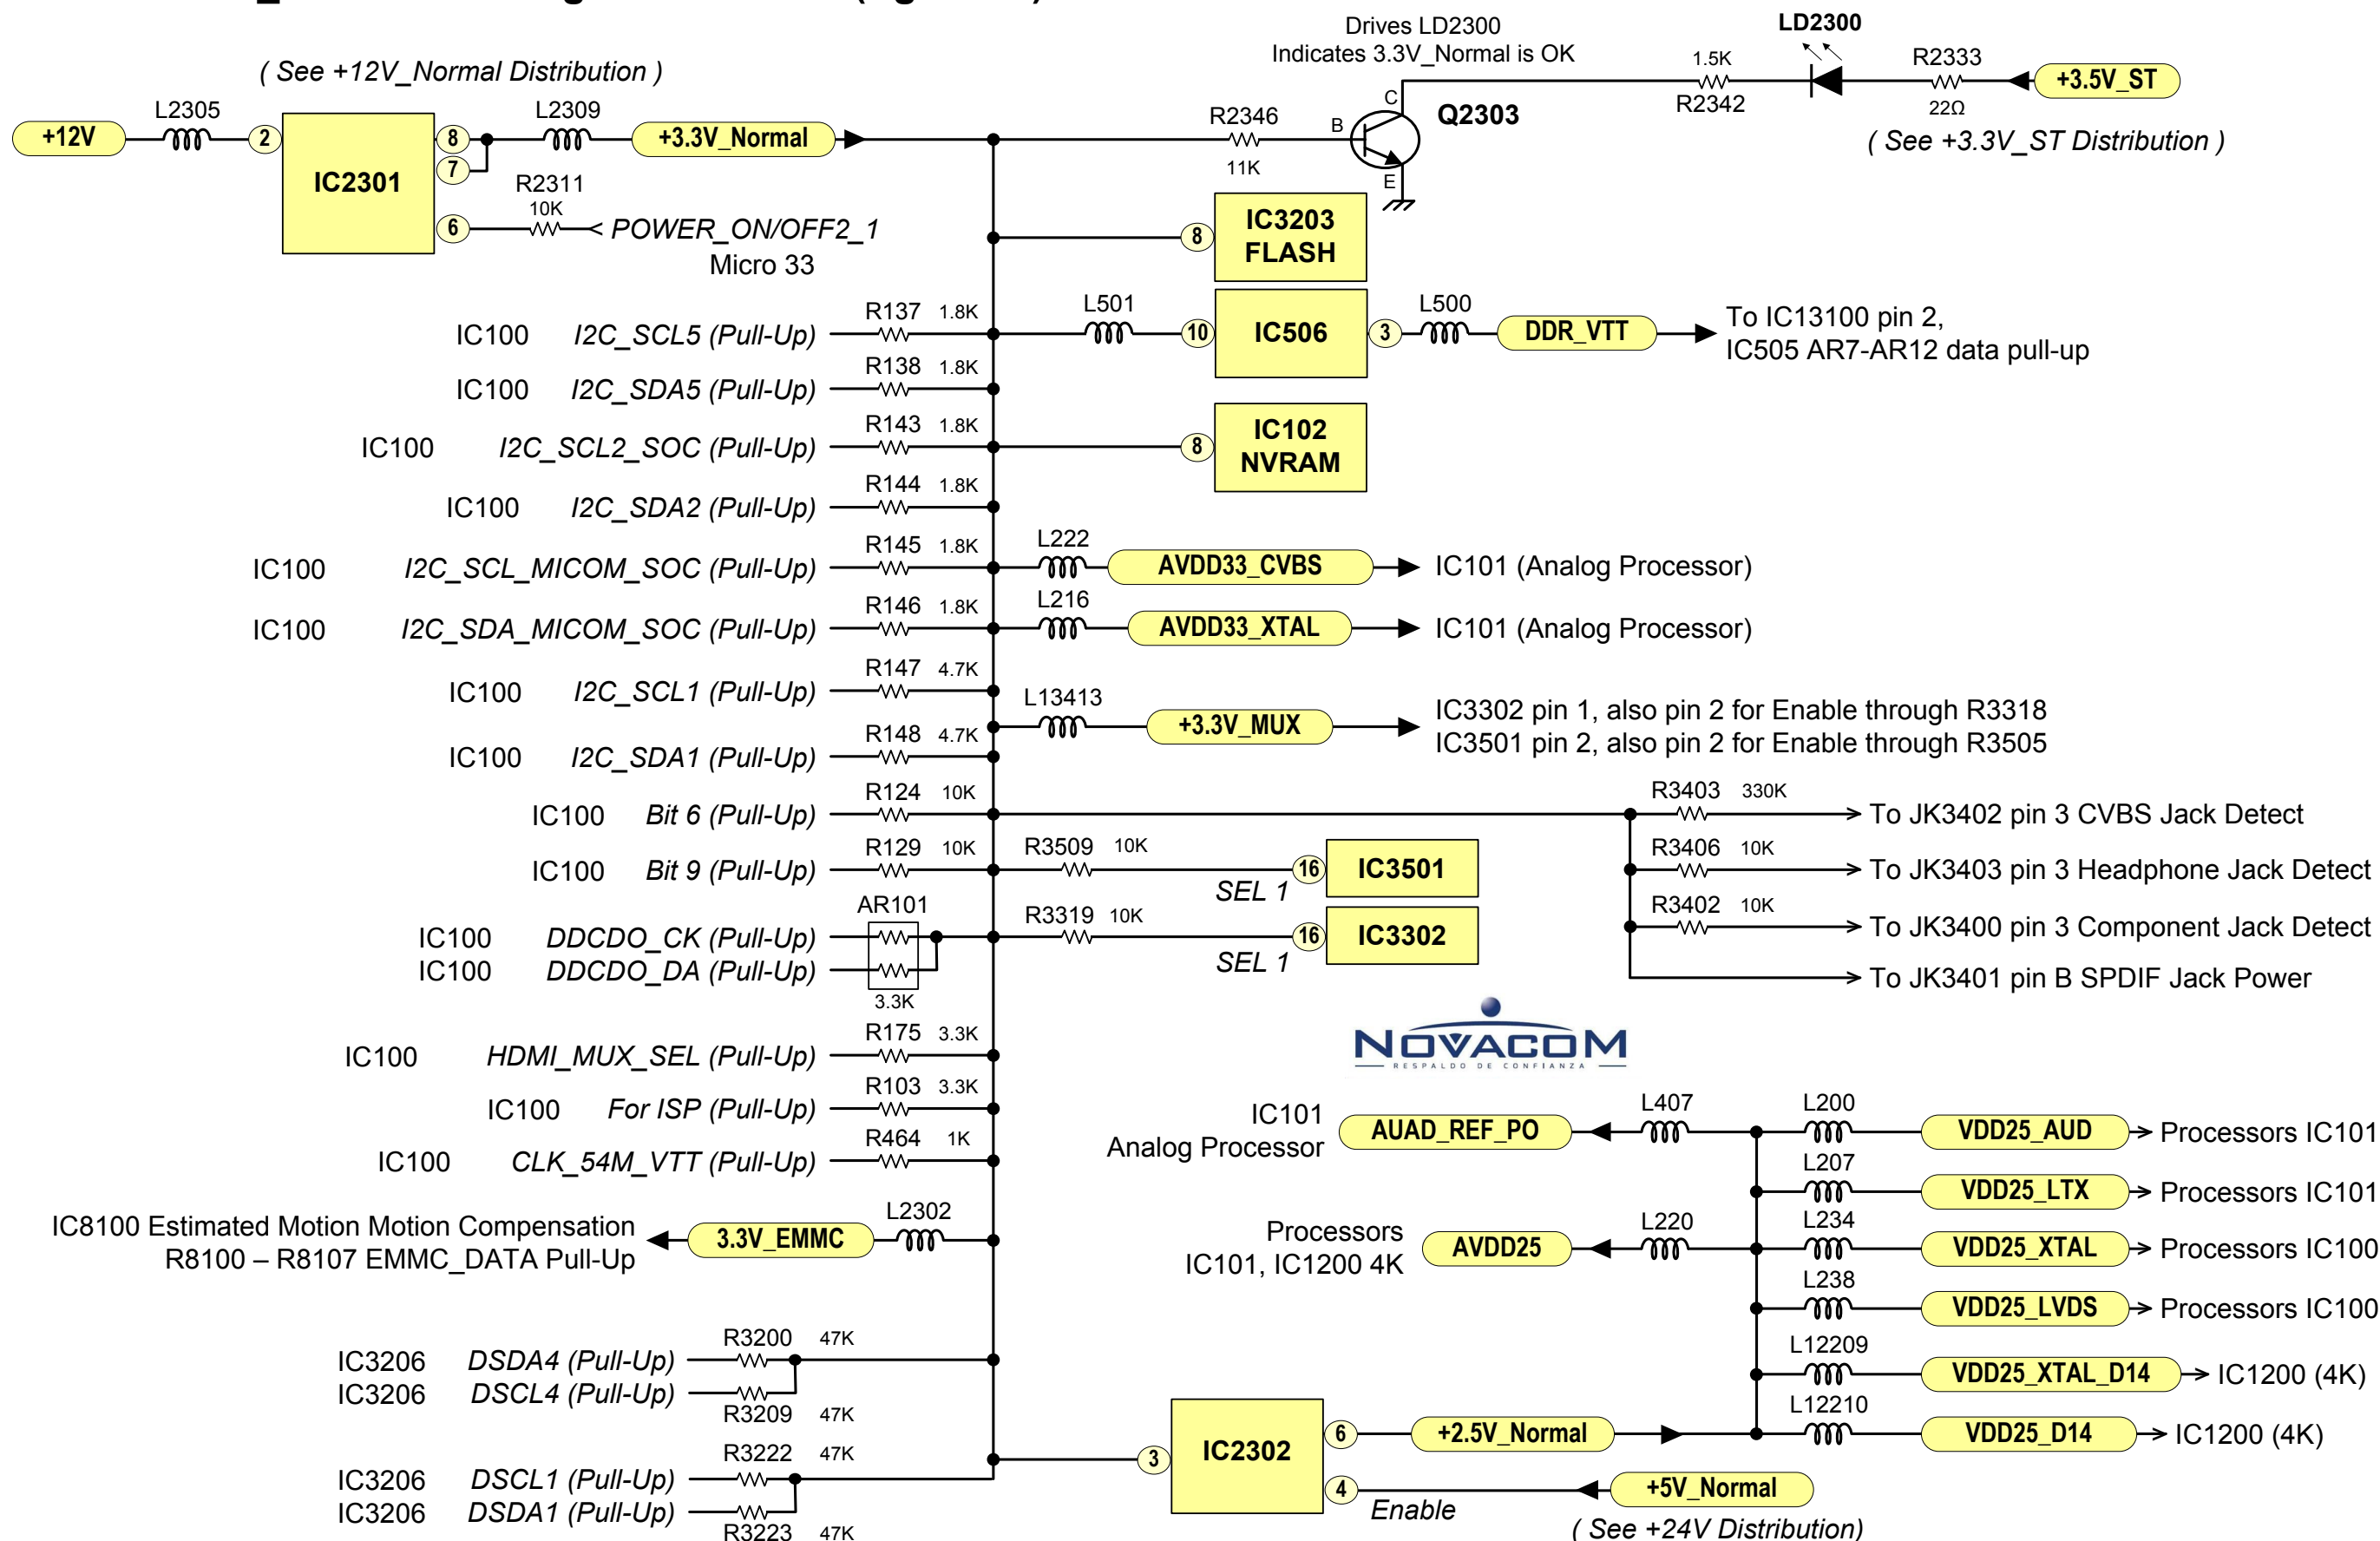 Drives LD2300
Indicates 3.3V_Normal is OK
LD2300
( See +12V_Normal Distribution )
1.5K
R2342
R2333
22Ω
+3.5V_ST
( See +3.3V_ST Distribution )
+12V
L2305
2
IC2301
8
7
6
L2309
+3.3V_Normal
R2346
11K
B
C
E
Q2303
R2311
10K
< POWER_ON/OFF2_1
Micro 33
8
IC3203
FLASH
IC100 I2C_SCL5 (Pull-Up) R137 1.8K
L501
10
IC506
3
L500
DDR_VTT
To IC13100 pin 2,
IC505 AR7-AR12 data pull-up
IC100 I2C_SDA5 (Pull-Up) R138 1.8K
IC100 I2C_SCL2_SOC (Pull-Up) R143 1.8K
8
IC102
NVRAM
IC100 I2C_SDA2 (Pull-Up) R144 1.8K
IC100 I2C_SCL_MICOM_SOC (Pull-Up) R145 1.8K
L222
AVDD33_CVBS
IC101 (Analog Processor)
IC100 I2C_SDA_MICOM_SOC (Pull-Up) R146 1.8K
L216
AVDD33_XTAL
IC101 (Analog Processor)
IC100 I2C_SCL1 (Pull-Up) R147 4.7K
L13413
+3.3V_MUX
IC3302 pin 1, also pin 2 for Enable through R3318
IC3501 pin 2, also pin 2 for Enable through R3505
IC100 I2C_SDA1 (Pull-Up) R148 4.7K
IC100 Bit 6 (Pull-Up) R124 10K
R3403 330K
To JK3402 pin 3 CVBS Jack Detect
IC100 Bit 9 (Pull-Up) R129 10K
R3509 10K
SEL 1
16
IC3501
R3406 10K
To JK3403 pin 3 Headphone Jack Detect
AR101
IC100 DDCDO_CK (Pull-Up)
IC100 DDCDO_DA (Pull-Up)
3.3K
R3319 10K
SEL 1
16
IC3302
R3402 10K
To JK3400 pin 3 Component Jack Detect
To JK3401 pin B SPDIF Jack Power
NOVACOM
RESPALDO DE CONFIANZA
IC100 HDMI_MUX_SEL (Pull-Up) R175 3.3K
IC100 For ISP (Pull-Up) R103 3.3K
IC100 CLK_54M_VTT (Pull-Up) R464 1K
IC101
Analog Processor
AUAD_REF_PO
L407
L200
VDD25_AUD
Processors IC101
L207
VDD25_LTX
Processors IC101
IC8100 Estimated Motion Motion Compensation
R8100 – R8107 EMMC_DATA Pull-Up
3.3V_EMMC
L2302
Processors
IC101, IC1200 4K
AVDD25
L220
L234
VDD25_XTAL
Processors IC100
L238
VDD25_LVDS
Processors IC100
L12209
VDD25_XTAL_D14
IC1200 (4K)
L12210
VDD25_D14
IC1200 (4K)
IC3206 DSDA4 (Pull-Up) R3200 47K
IC3206 DSCL4 (Pull-Up) R3209 47K
IC3206 DSCL1 (Pull-Up) R3222 47K
IC3206 DSDA1 (Pull-Up) R3223 47K
3
IC2302
6
+2.5V_Normal
4
Enable
+5V_Normal
( See +24V Distribution)